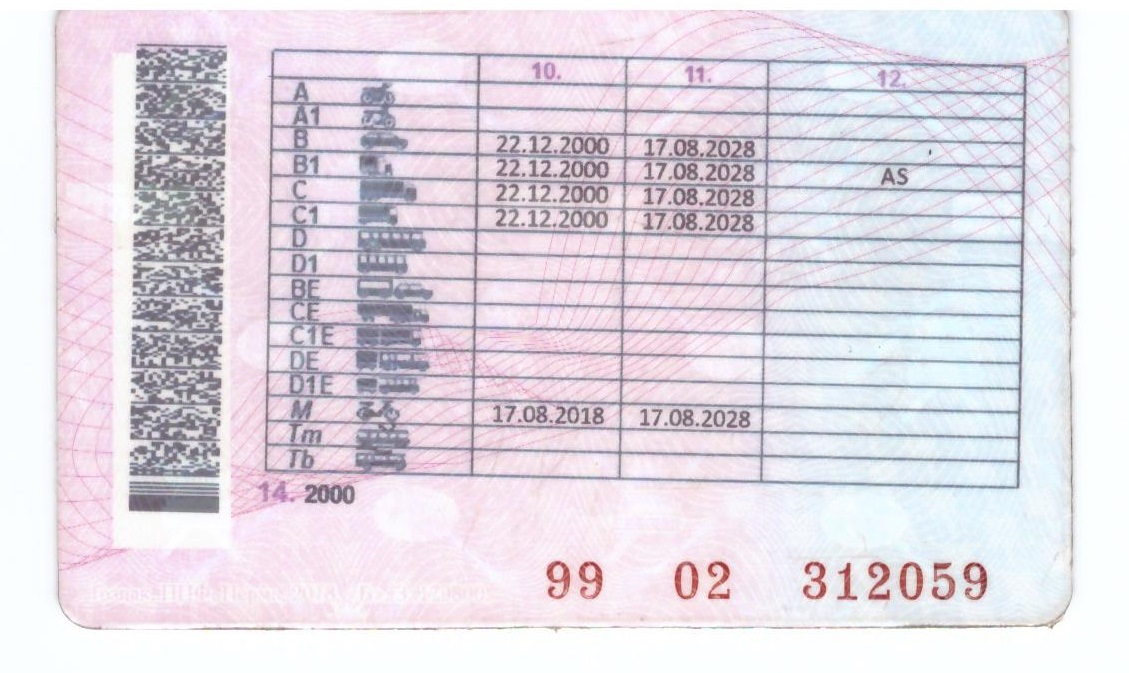 10. 11. 12.
A
A1
B 22.12.2000 17.08.2028
B1 22.12.2000 17.08.2028 AS
C 22.12.2000 17.08.2028
C1 22.12.2000 17.08.2028
D
D1
BE
CE
C1E
DE
D1E
M 17.08.2018 17.08.2028
Tm
Tb
14. 2000
99 02 312059